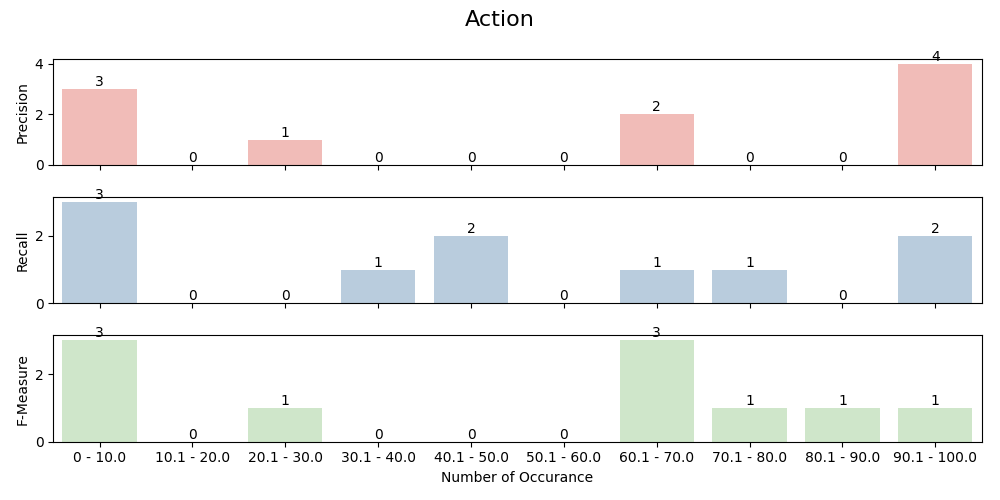 Action
Precision
4
2
0
3 0 1 0 0 0 2 0 0 4
Recall
2
0
3 0 0 1 2 0 1 1 0 2
F-Measure
2
0
3 0 1 0 0 0 3 1 1 1
0 - 10.0 10.1 - 20.0 20.1 - 30.0 30.1 - 40.0 40.1 - 50.0 50.1 - 60.0 60.1 - 70.0 70.1 - 80.0 80.1 - 90.0 90.1 - 100.0
Number of Occurance